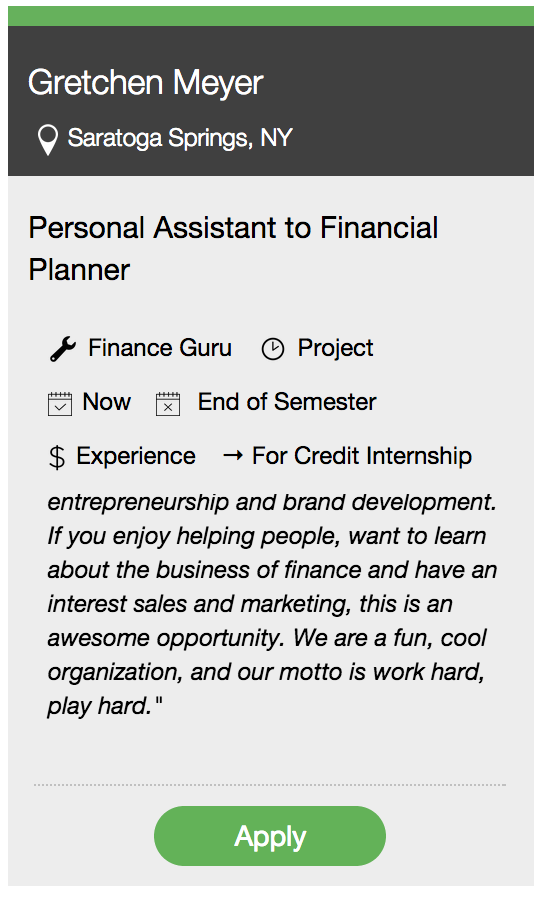 Gretchen Meyer
Saratoga Springs, NY
Personal Assistant to Financial
Planner
Finance Guru Project
Now End of Semester
$ Experience → For Credit Internship
entrepreneurship and brand development.
If you enjoy helping people, want to learn
about the business of finance and have an
interest sales and marketing, this is an
awesome opportunity. We are a fun, cool
organization, and our motto is work hard,
play hard."
Apply